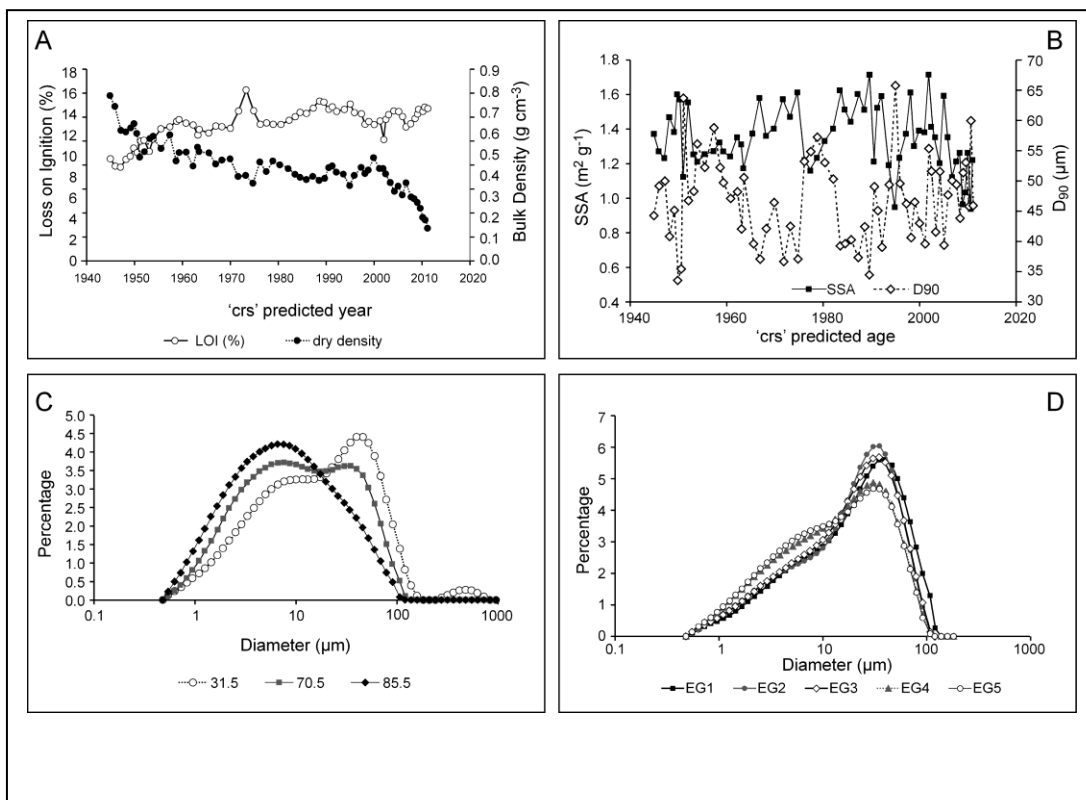 A
Loss on Ignition (%)
18
16
14
12
10
8
6
4
2
0
0.9
0.8
0.7
0.6
0.5
0.4
0.3
0.2
0.1
0.0
Bulk Density (g cm-3)
1940 1950 1960 1970 1980 1990 2000 2010 2020
'crs' predicted year
LOI (%) dry density
B
SSA (m² g-1)
1.8
1.6
1.4
1.2
1.0
0.8
0.6
0.4
70
65
60
55
50
45
40
35
30
D90 (µm)
SSA D90
1940 1960 1980 2000 2020
'crs' predicted age
C
Percentage
5.0
4.5
4.0
3.5
3.0
2.5
2.0
1.5
1.0
0.5
0.0
0.1 1 10 100 1000
Diameter (µm)
31.5 70.5 85.5
D
Percentage
7
6
5
4
3
2
1
0
0.1 1 10 100 1000
Diameter (µm)
EG1 EG2 EG3 EG4 EG5